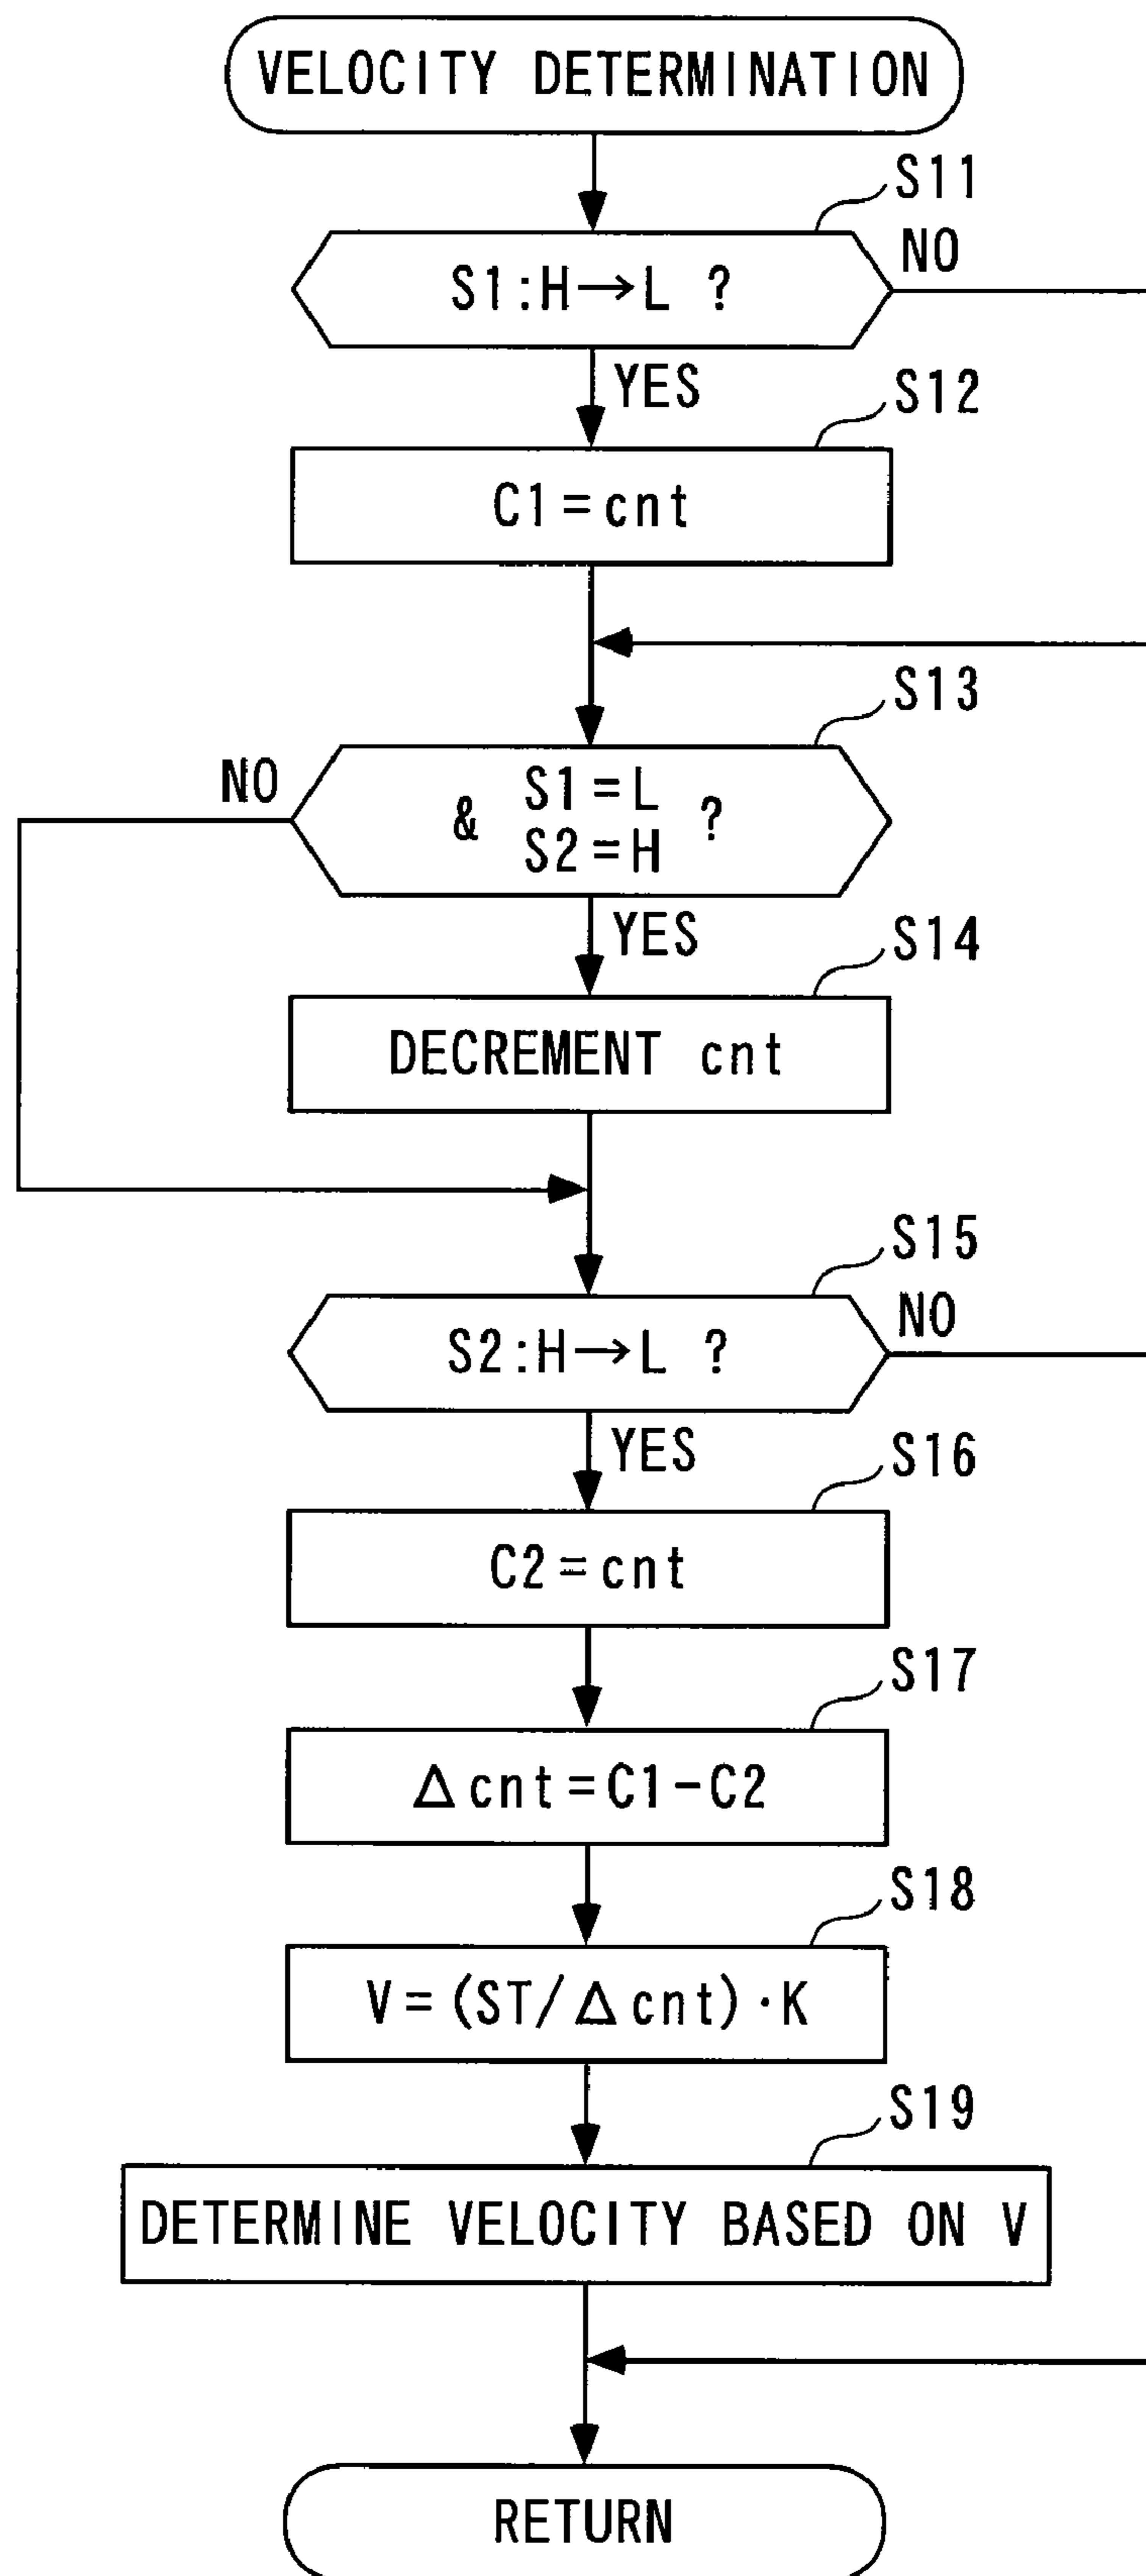 VELOCITY DETERMINATION
S11
S1:H→L ?
NO
YES
S12
C1=cnt
S13
NO
& S1=L ?
S2=H
YES
S14
DECREMENT cnt
S15
S2:H→L ?
NO
YES
S16
C2=cnt
S17
Δcnt=C1-C2
S18
V=(ST/Δcnt)·K
S19
DETERMINE VELOCITY BASED ON V
RETURN